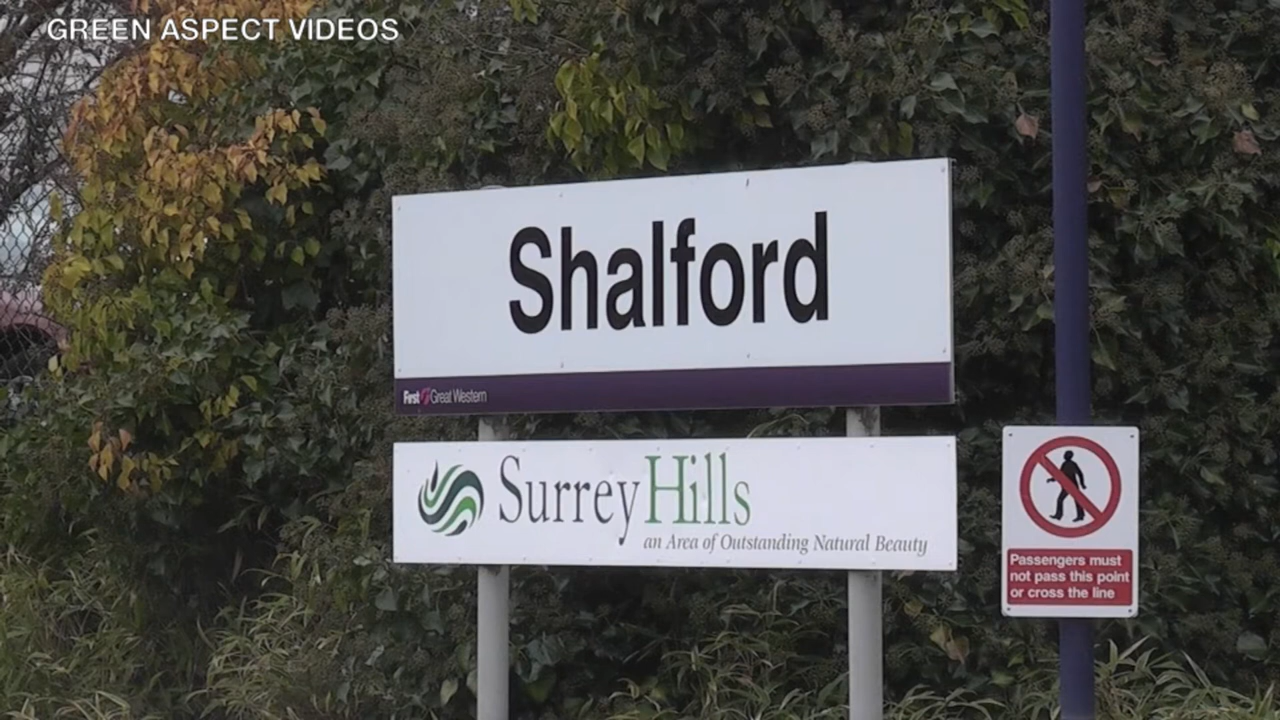 GREEN ASPECT VIDEOS
Shalford
First Great Western
Surrey Hills
an Area of Outstanding Natural Beauty
Passengers must
not pass this point
or cross the line